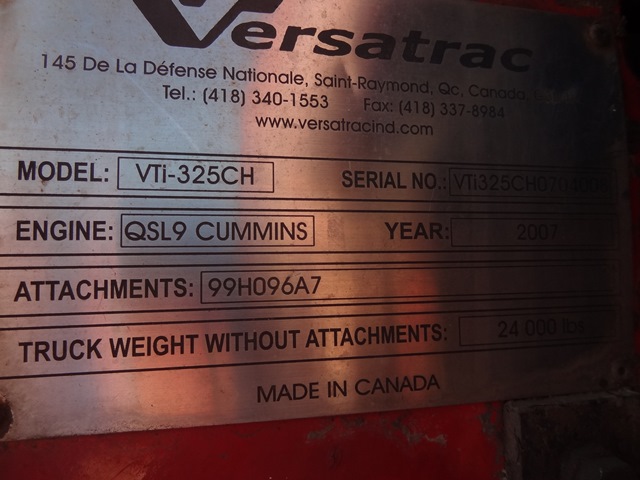 Versatrac
145 De La Défense Nationale, Saint-Raymond, Qc, Canada,
Tel.: (418) 340-1553 Fax: (418) 337-8984
www.versatracind.com
MODEL: VTi-325CH SERIAL NO.:
ENGINE: QSL9 CUMMINS YEAR: 2007
ATTACHMENTS: 99H096A7
TRUCK WEIGHT WITHOUT ATTACHMENTS: 24 000 lbs
MADE IN CANADA